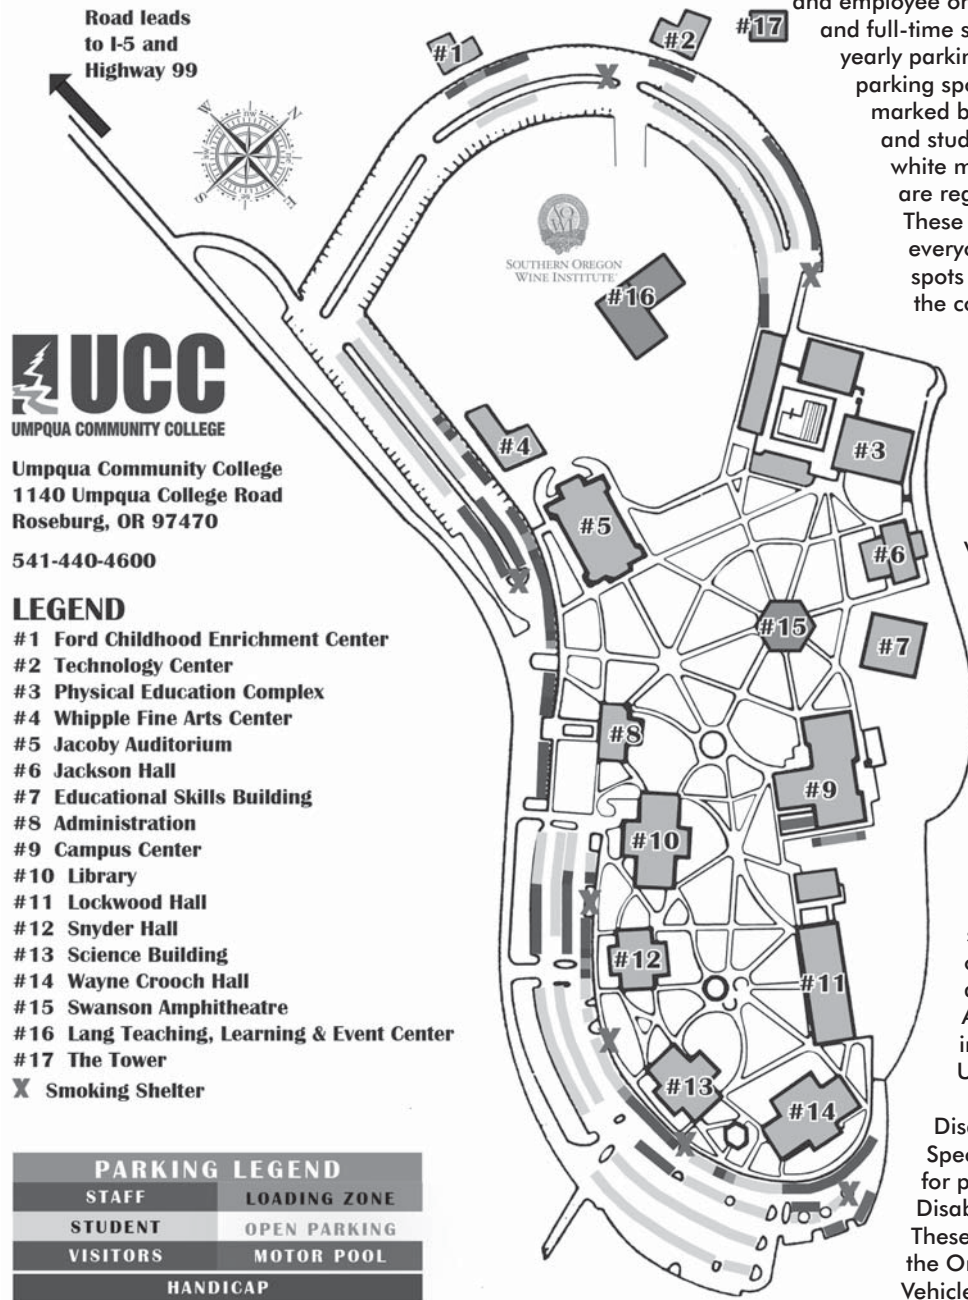 Road leads
to I-5 and
Highway 99
W
N
S
#1
#2
#17
and employee or
and full-time s
yearly parkin
parking spo
marked b
and stud
white m
are reg
These
everyo
spots
the co
SOWI
SOUTHERN OREGON
WINE INSTITUTE
#16
UCC
UMPQUA COMMUNITY COLLEGE
Umpqua Community College
1140 Umpqua College Road
Roseburg, OR 97470
541-440-4600
#4
#3
#5
#6
#15
#7
#8
#9
#10
#12
#11
#13
#14
LEGEND
#1 Ford Childhood Enrichment Center
#2 Technology Center
#3 Physical Education Complex
#4 Whipple Fine Arts Center
#5 Jacoby Auditorium
#6 Jackson Hall
#7 Educational Skills Building
#8 Administration
#9 Campus Center
#10 Library
#11 Lockwood Hall
#12 Snyder Hall
#13 Science Building
#14 Wayne Crooch Hall
#15 Swanson Amphitheatre
#16 Lang Teaching, Learning & Event Center
#17 The Tower
X Smoking Shelter
A
in
U
Disa
Spec
for p
Disab
These
the Or
Vehicle
PARKING LEGEND
STAFF LOADING ZONE
STUDENT OPEN PARKING
VISITORS MOTOR POOL
HANDICAP